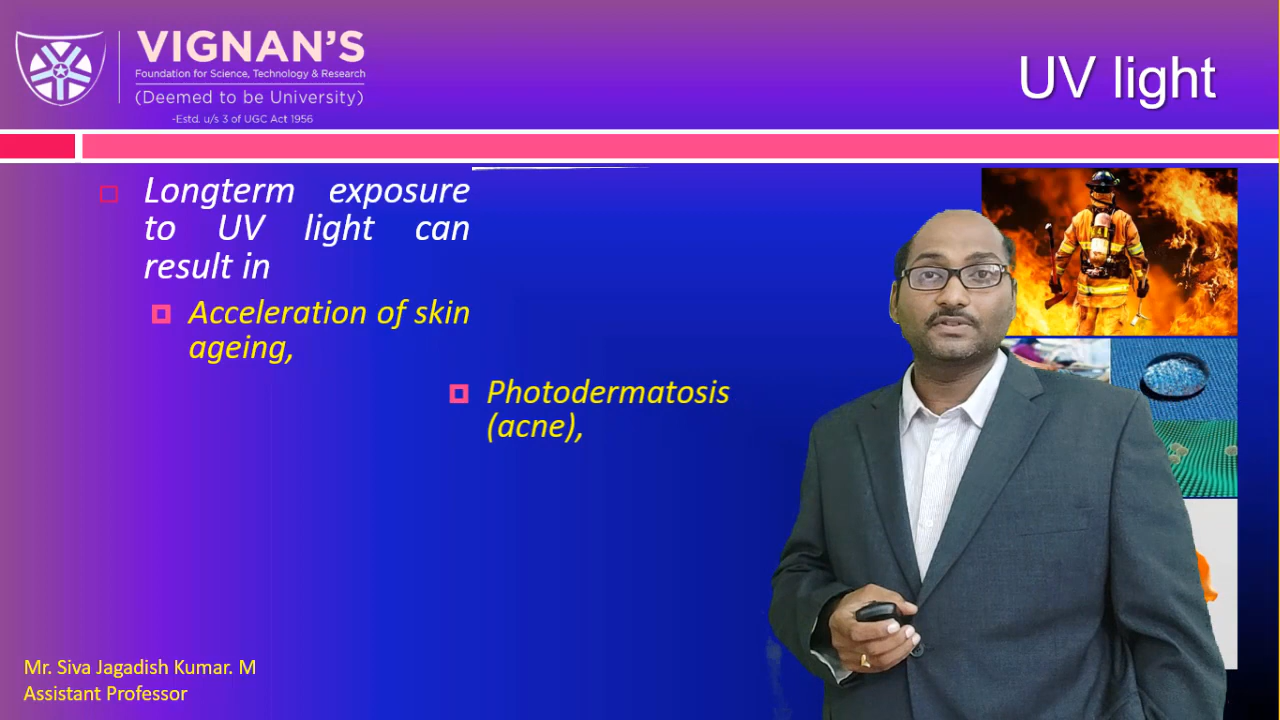 VIGNAN'S
Foundation for Science, Technology & Research
(Deemed to be University)
-Estd. u/s 3 of UGC Act 1956
UV light
Longterm exposure
to UV light can
result in
Acceleration of skin
ageing,
Photodermatosis
(acne),
Mr. Siva Jagadish Kumar. M
Assistant Professor